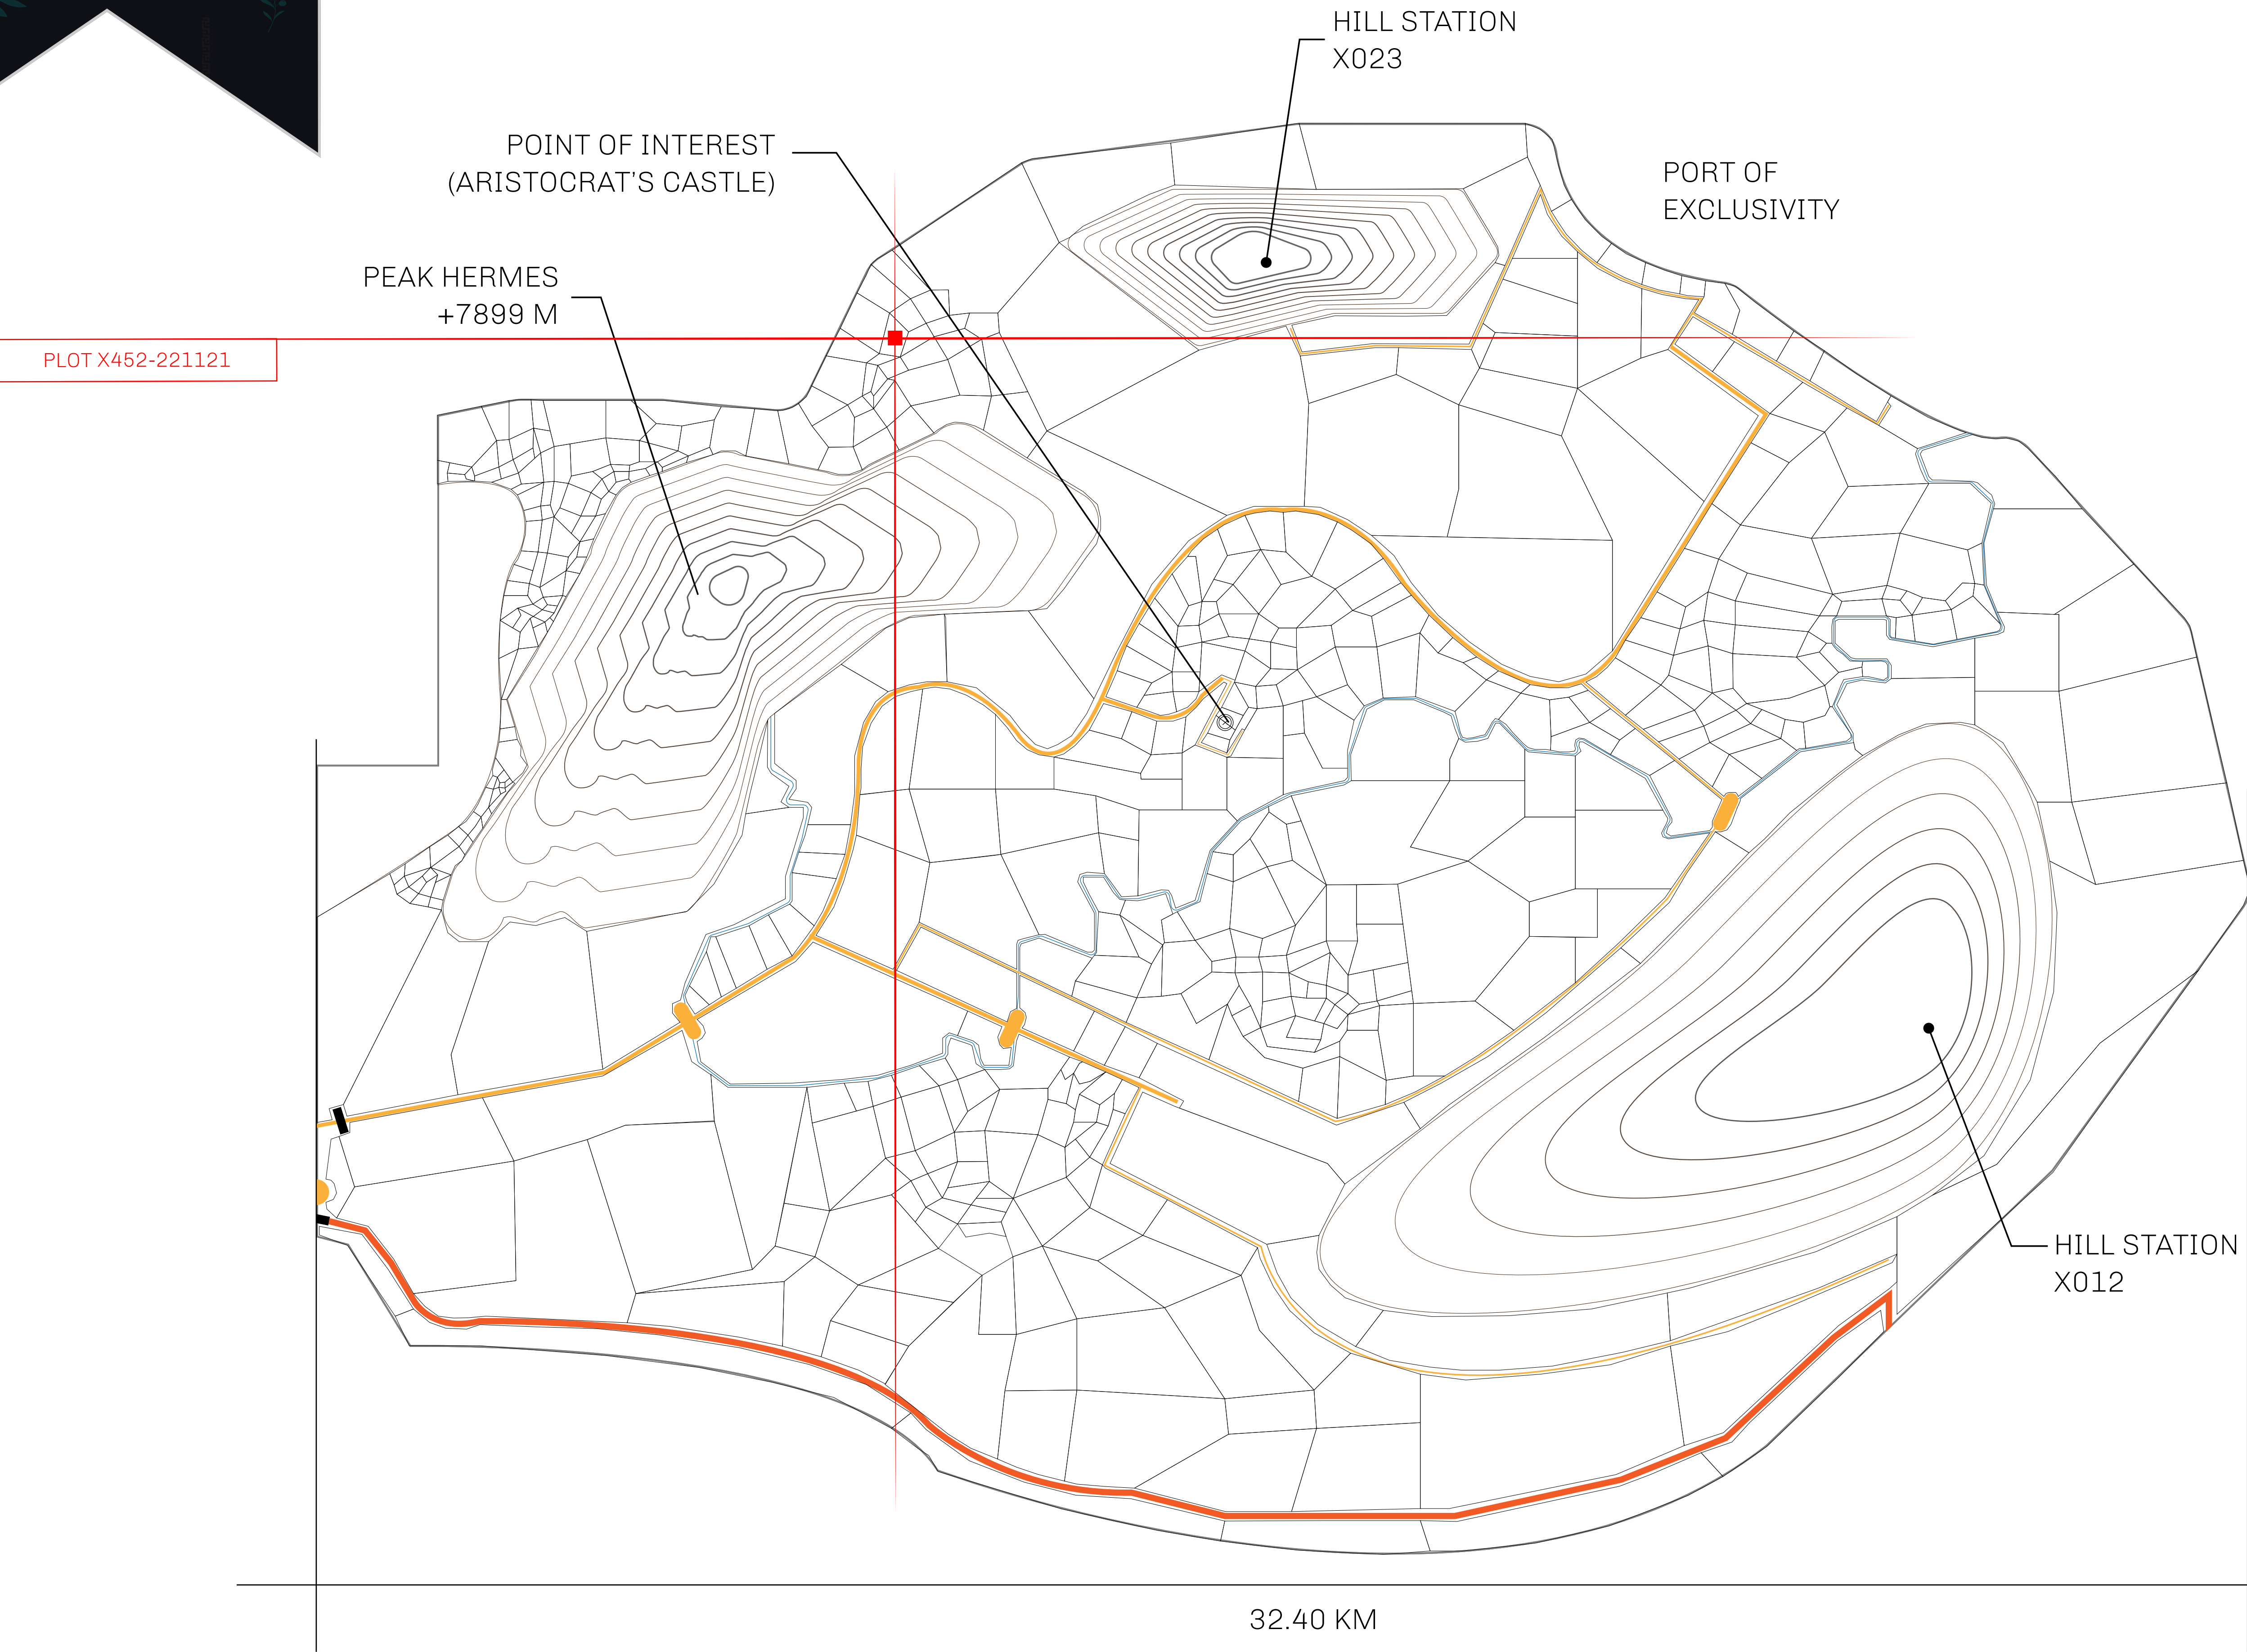 HILL STATION
X023
POINT OF INTEREST
(ARISTOCRAT'S CASTLE)
PORT OF
EXCLUSIVITY
PEAK HERMES
+7899 M
PLOT X452-221121
HILL STATION
X012
32.40 KM